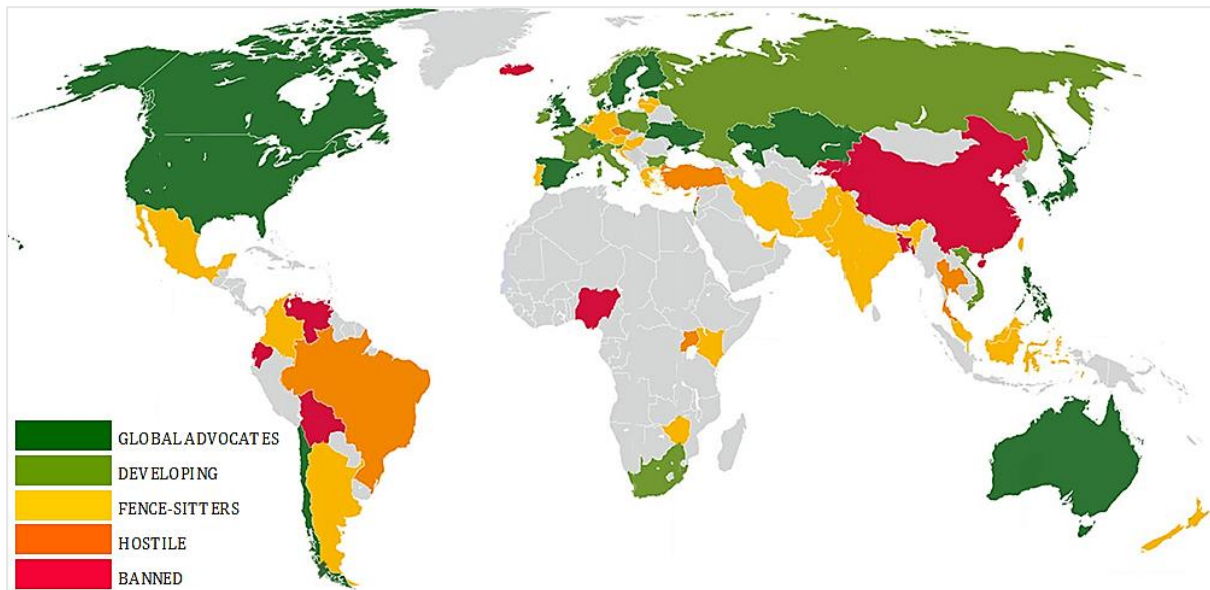 GLOBAL ADVOCATES
DEVELOPING
FENCE-SITTERS
HOSTILE
BANNED